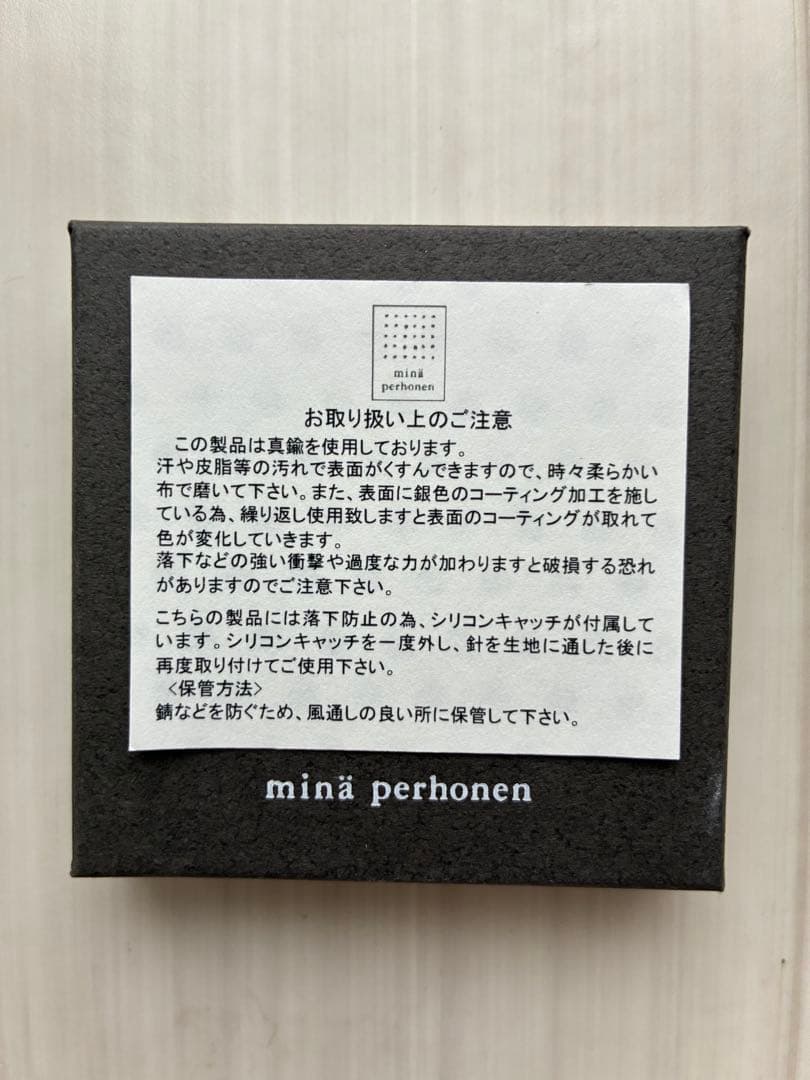 minä
perhonen
お取り扱い上のご注意
この製品は真鍮を使用しております。
汗や皮脂等の汚れで表面がくすんできますので、時々柔らかい
布で磨いて下さい。また、表面に銀色のコーティング加工を施し
ている為、繰り返し使用致しますと表面のコーティングが取れて
色が変化していきます。
落下などの強い衝撃や過度な力が加わりますと破損する恐れ
がありますのでご注意下さい。
こちらの製品には落下防止の為、シリコンキャッチが付属して
います。シリコンキャッチを一度外し、針を生地に通した後に
再度取り付けてご使用下さい。
〈保管方法〉
錆などを防ぐため、風通しの良い所に保管して下さい。
minä perhonen